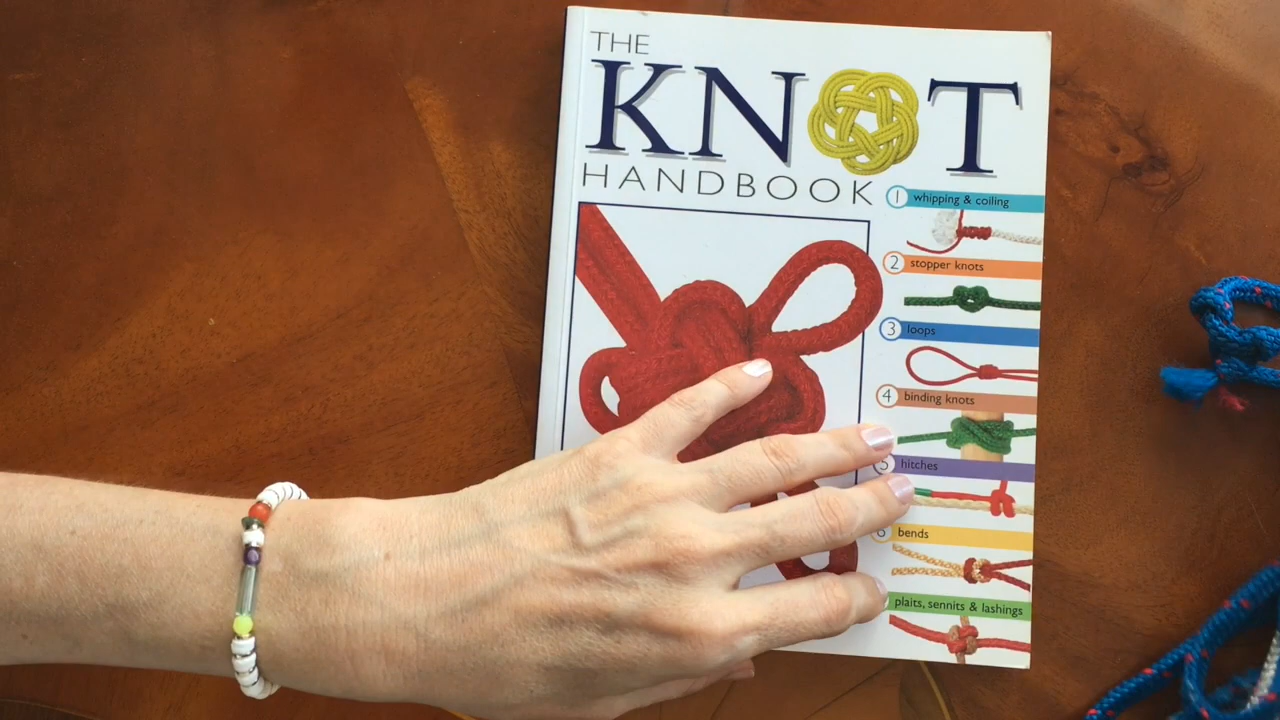 THE
KNOT
HANDBOOK
1 whipping & coiling
2 stopper knots
3 loops
4 binding knots
5 hitches
6 bends
plaits, sennits & lashings